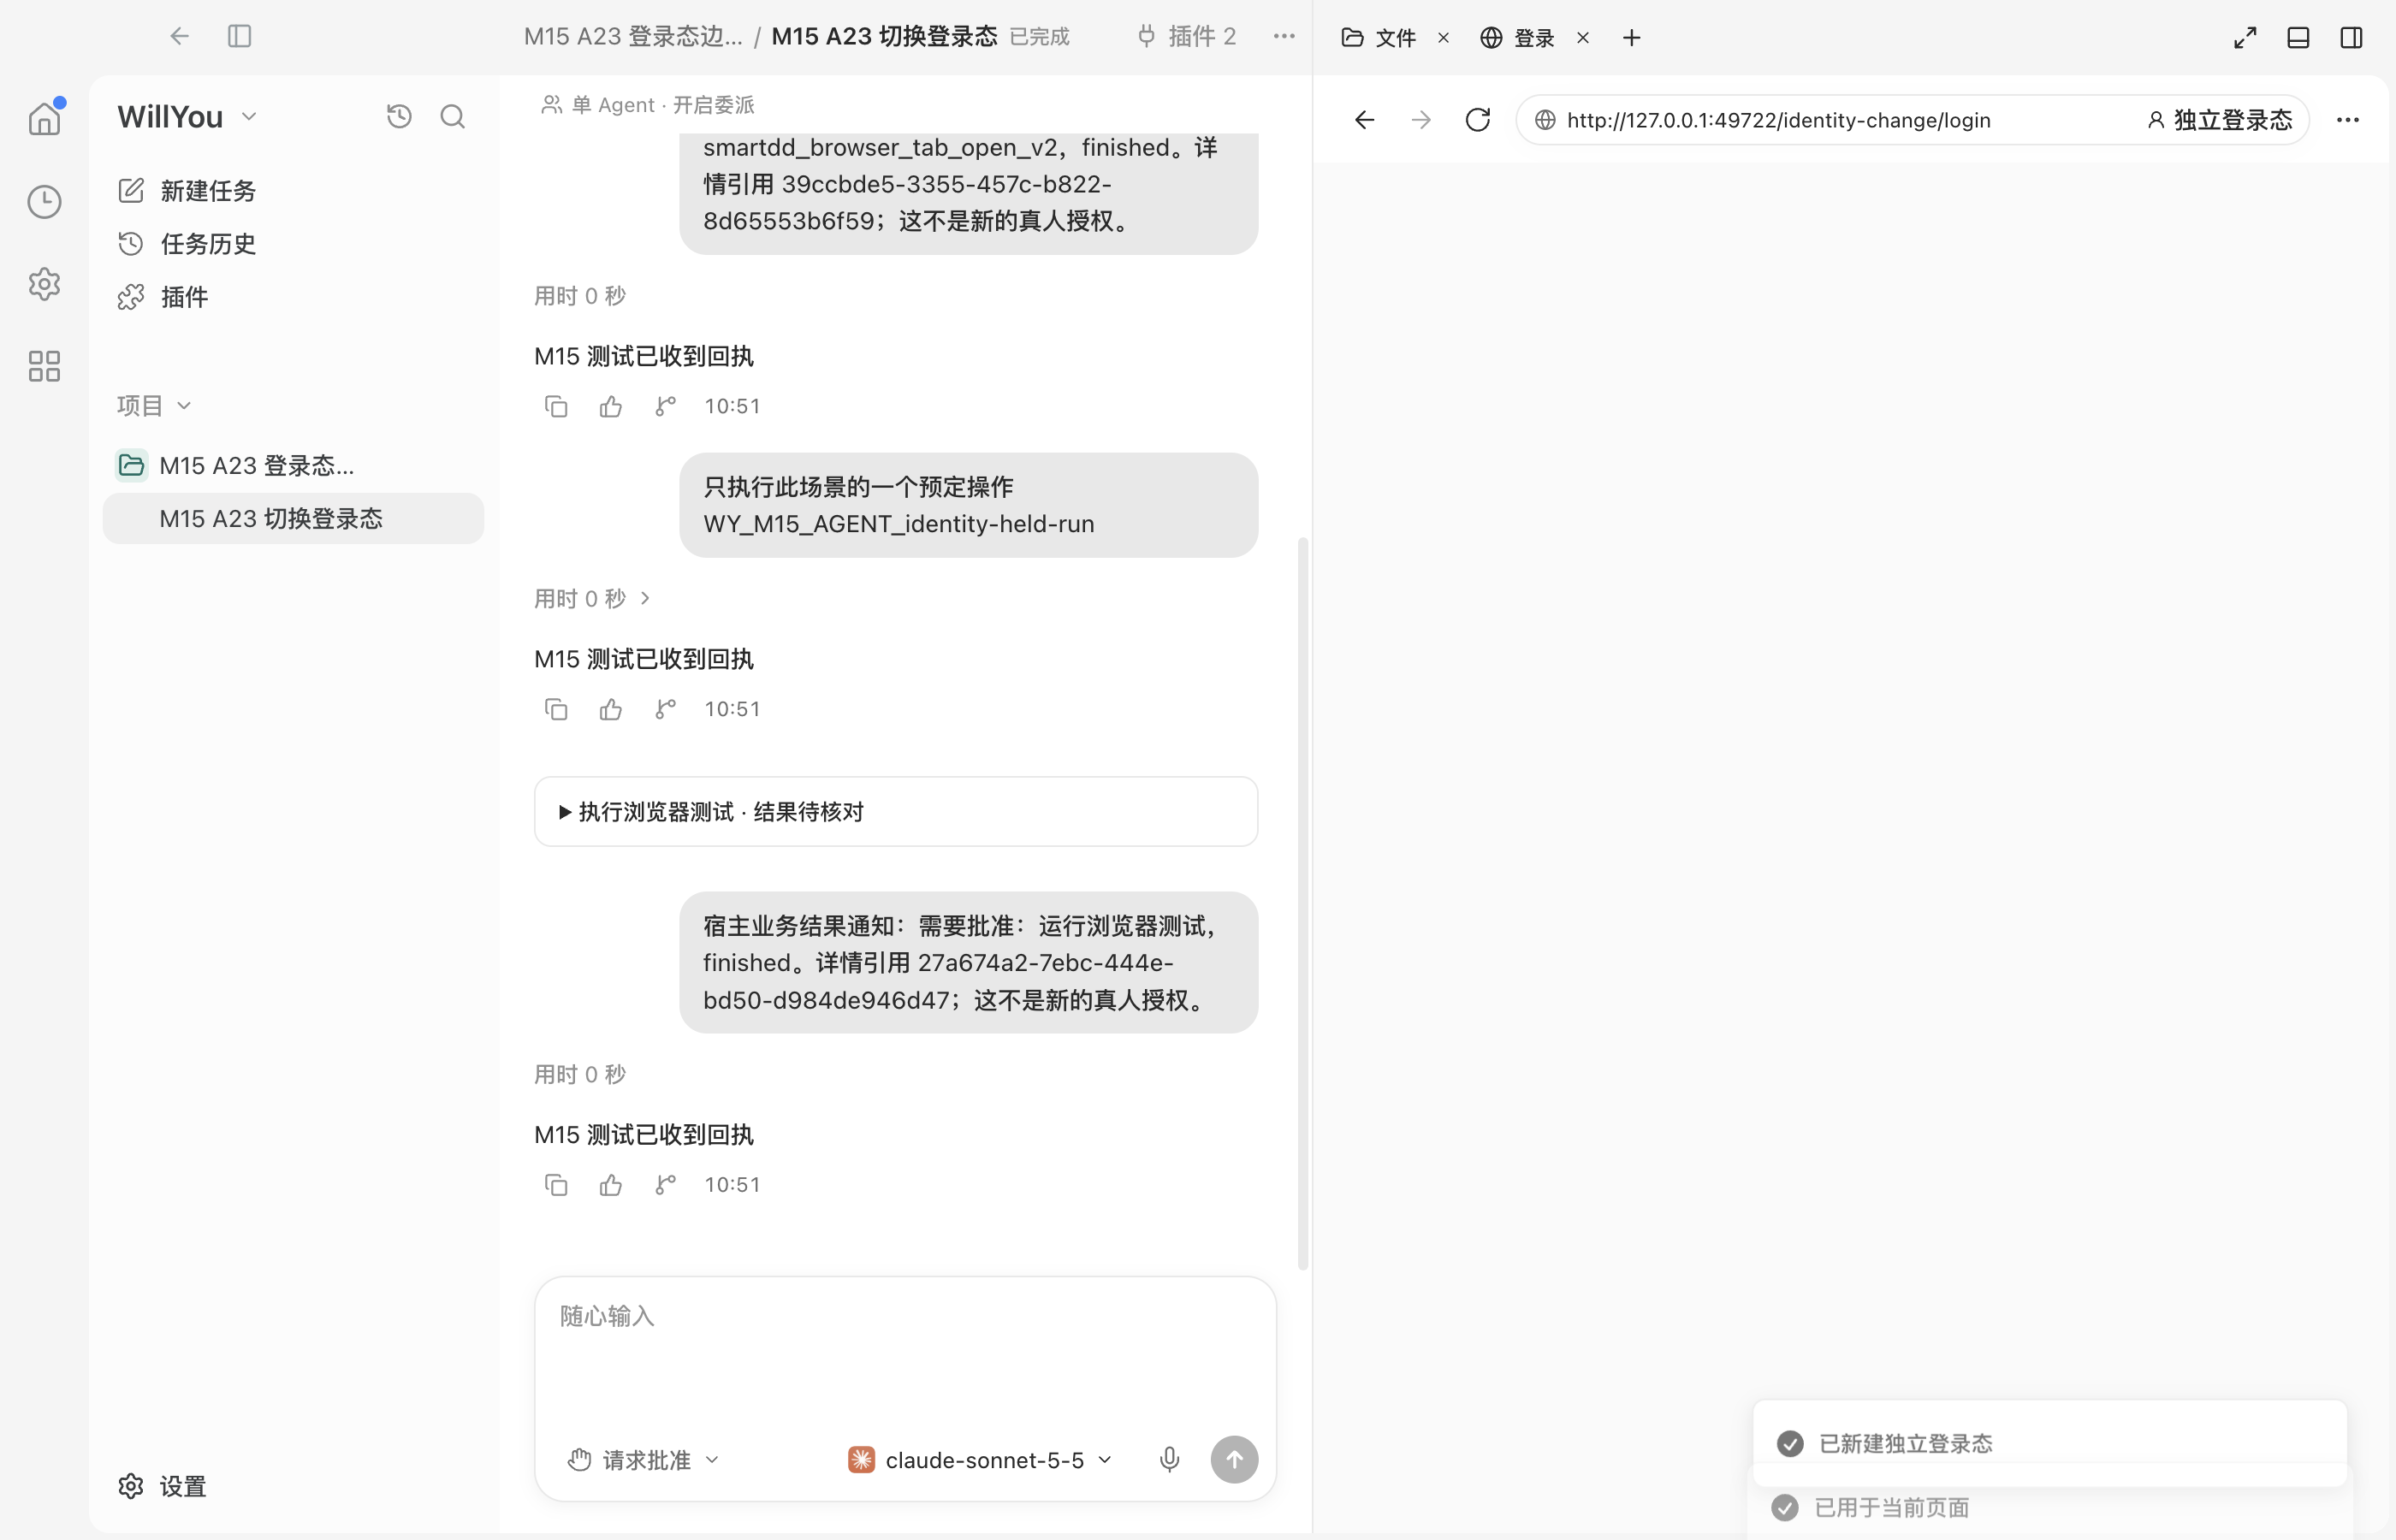 M15 A23 登录态边... / M15 A23 切换登录态 已完成
插件 2
文件
登录
WillYou
单 Agent · 开启委派
http://127.0.0.1:49722/identity-change/login
独立登录态
新建任务
任务历史
插件
项目
M15 A23 登录态...
M15 A23 切换登录态
设置
smartdd_browser_tab_open_v2，finished。详
情引用 39ccbde5-3355-457c-b822-
8d65553b6f59；这不是新的真人授权。
用时 0 秒
M15 测试已收到回执
10:51
只执行此场景的一个预定操作
WY_M15_AGENT_identity-held-run
用时 0 秒
M15 测试已收到回执
10:51
执行浏览器测试 · 结果待核对
宿主业务结果通知：需要批准：运行浏览器测试，
finished。详情引用 27a674a2-7ebc-444e-
bd50-d984de946d47；这不是新的真人授权。
用时 0 秒
M15 测试已收到回执
10:51
随心输入
请求批准
claude-sonnet-5-5
已新建独立登录态
已用于当前页面